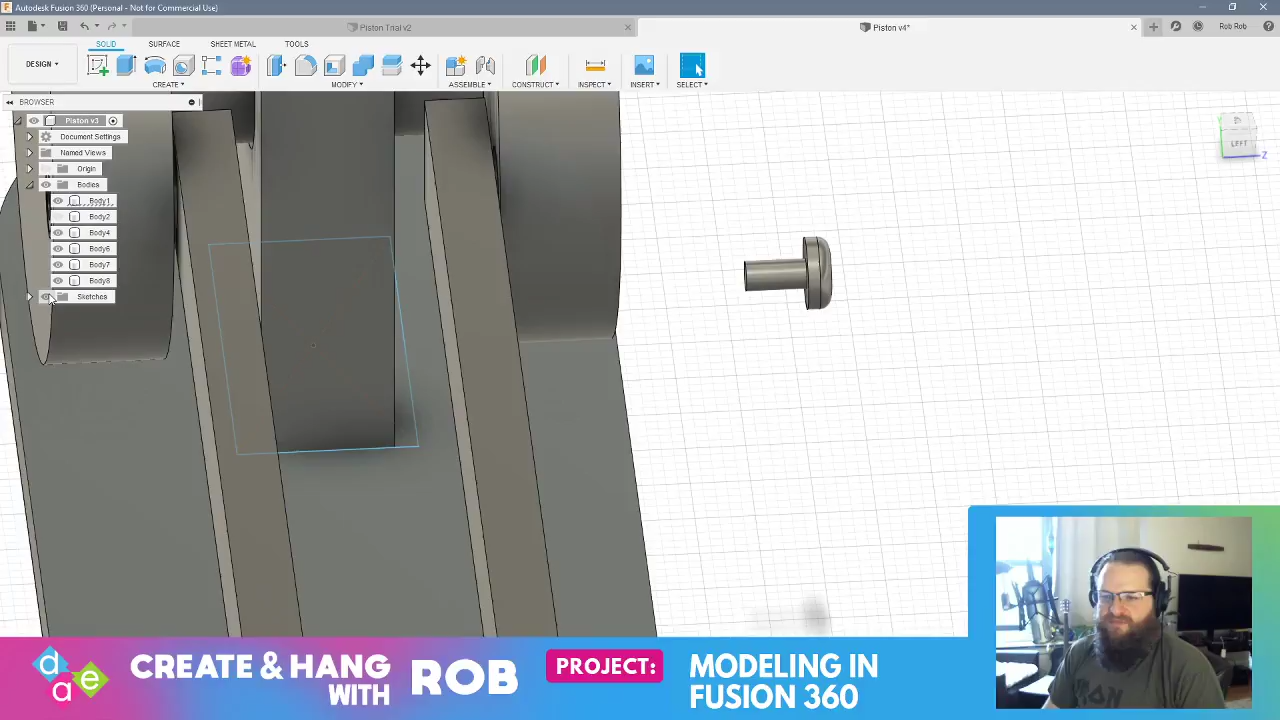 Autodesk Fusion 360 (Personal - Not for Commercial Use)
Piston Trial v2
Piston v4*
Rob Rob
DESIGN
SOLID
SURFACE
SHEET METAL
TOOLS
CREATE
MODIFY
ASSEMBLE
CONSTRUCT
INSPECT
INSERT
SELECT
BROWSER
Piston v3
Document Settings
Named Views
Origin
Bodies
Body1
Body2
Body4
Body6
Body7
Body8
Sketches
LEFT
Z
d
a e
CREATE & HANG
WITH
ROB
PROJECT:
MODELING IN
FUSION 360